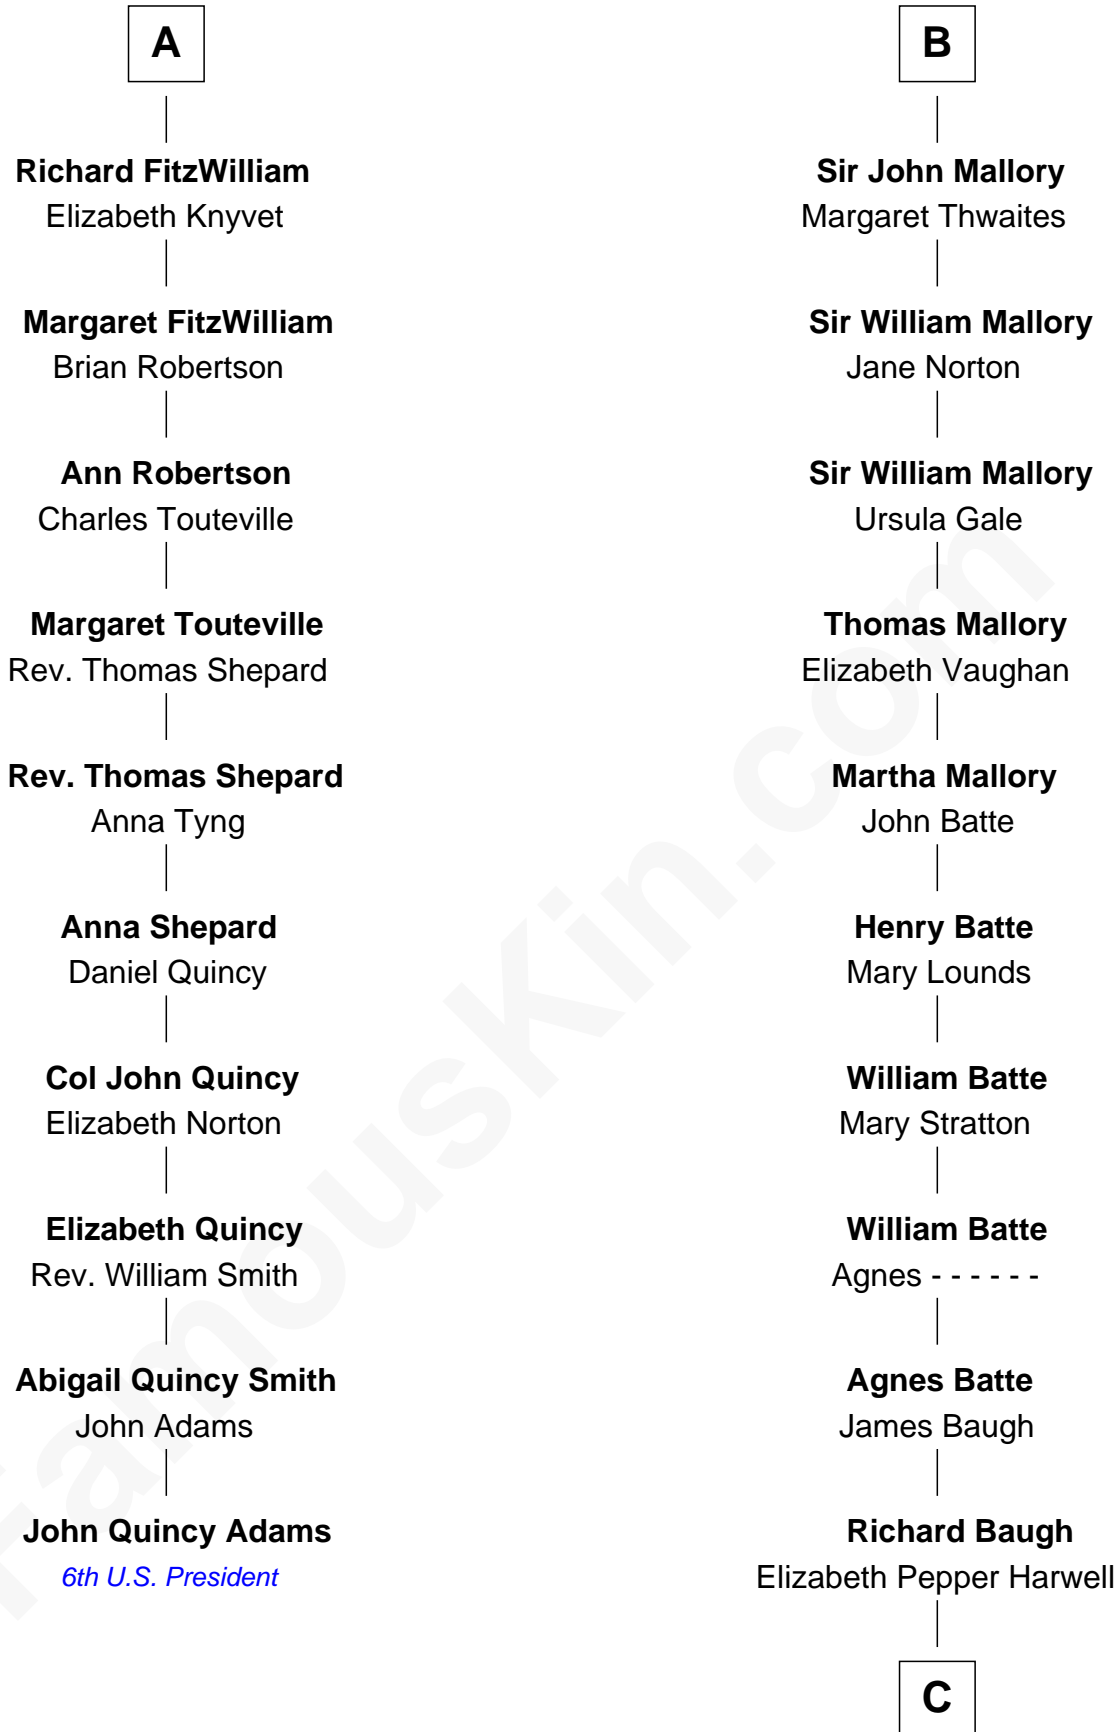 A
Richard FitzWilliam
Elizabeth Knyvet
Margaret FitzWilliam
Brian Robertson
Ann Robertson
Charles Touteville
Margaret Touteville
Rev. Thomas Shepard
Rev. Thomas Shepard
Anna Tyng
Anna Shepard
Daniel Quincy
Col John Quincy
Elizabeth Norton
Elizabeth Quincy
Rev. William Smith
Abigail Quincy Smith
John Adams
John Quincy Adams
6th U.S. President
B
Sir John Mallory
Margaret Thwaites
Sir William Mallory
Jane Norton
Sir William Mallory
Ursula Gale
Thomas Mallory
Elizabeth Vaughan
Martha Mallory
John Batte
Henry Batte
Mary Lounds
William Batte
Mary Stratton
William Batte
Agnes - - - - - -
Agnes Batte
James Baugh
Richard Baugh
Elizabeth Pepper Harwell
C
FamousKin.com